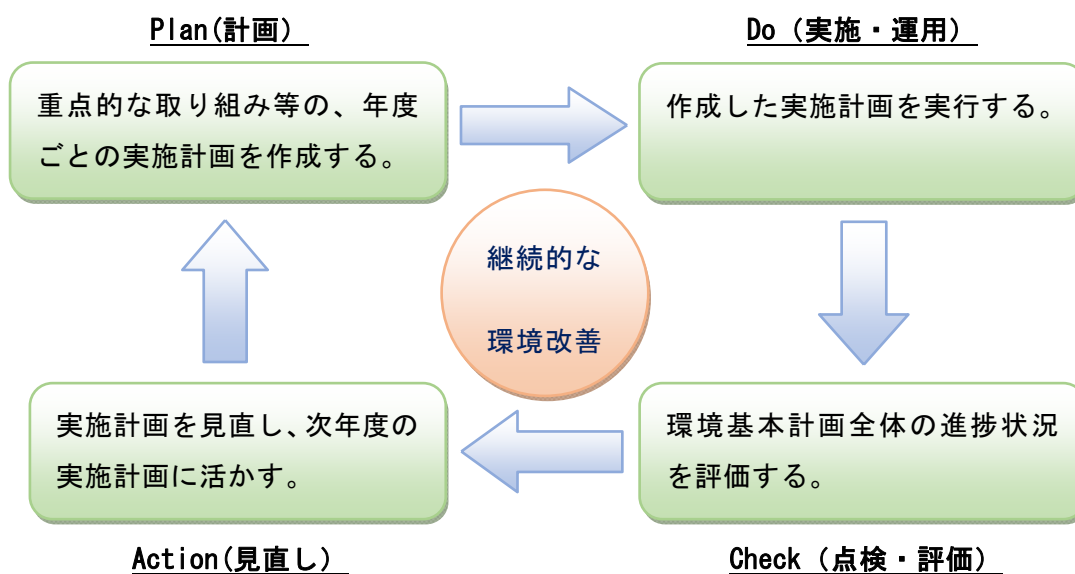 Plan(計画)
重点的な取り組み等の、年度
ごとの実施計画を作成する。
Do（実施・運用）
作成した実施計画を実行する。
継続的な
環境改善
環境基本計画全体の進捗状況
を評価する。
Check（点検・評価）
実施計画を見直し、次年度の
実施計画に活かす。
Action(見直し)